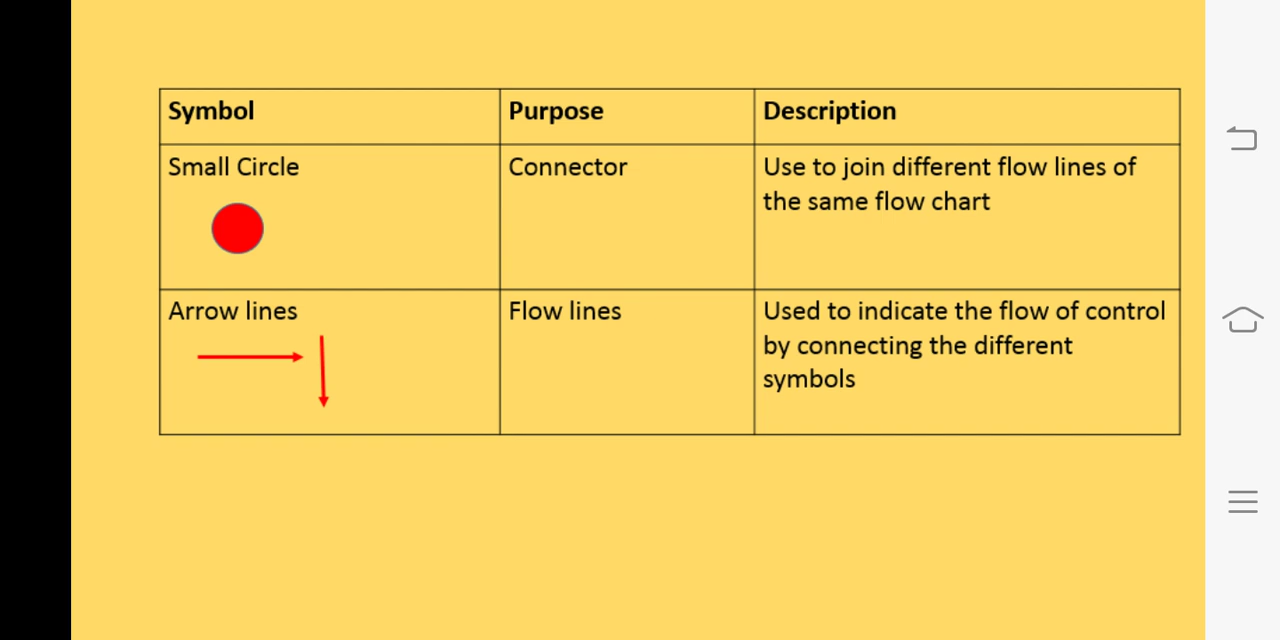 Symbol
Purpose
Description
Small Circle
Connector
Use to join different flow lines of
the same flow chart
Arrow lines
Flow lines
Used to indicate the flow of control
by connecting the different
symbols